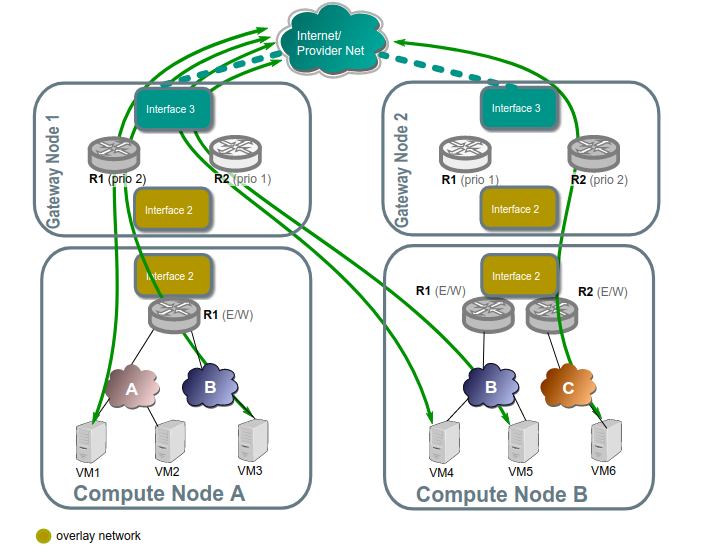 Internet/
Provider Net
Interface 3
Interface 3
Gateway Node 1
Gateway Node 2
R1 (prio 2)
R2 (prio 1)
R1 (prio 1)
R2 (prio 2)
Interface 2
Interface 2
Interface 2
Interface 2
R1 (E/W)
R1 (E/W)
R2 (E/W)
A
B
B
C
VM1
VM2
VM3
VM4
VM5
VM6
Compute Node A
Compute Node B
overlay network